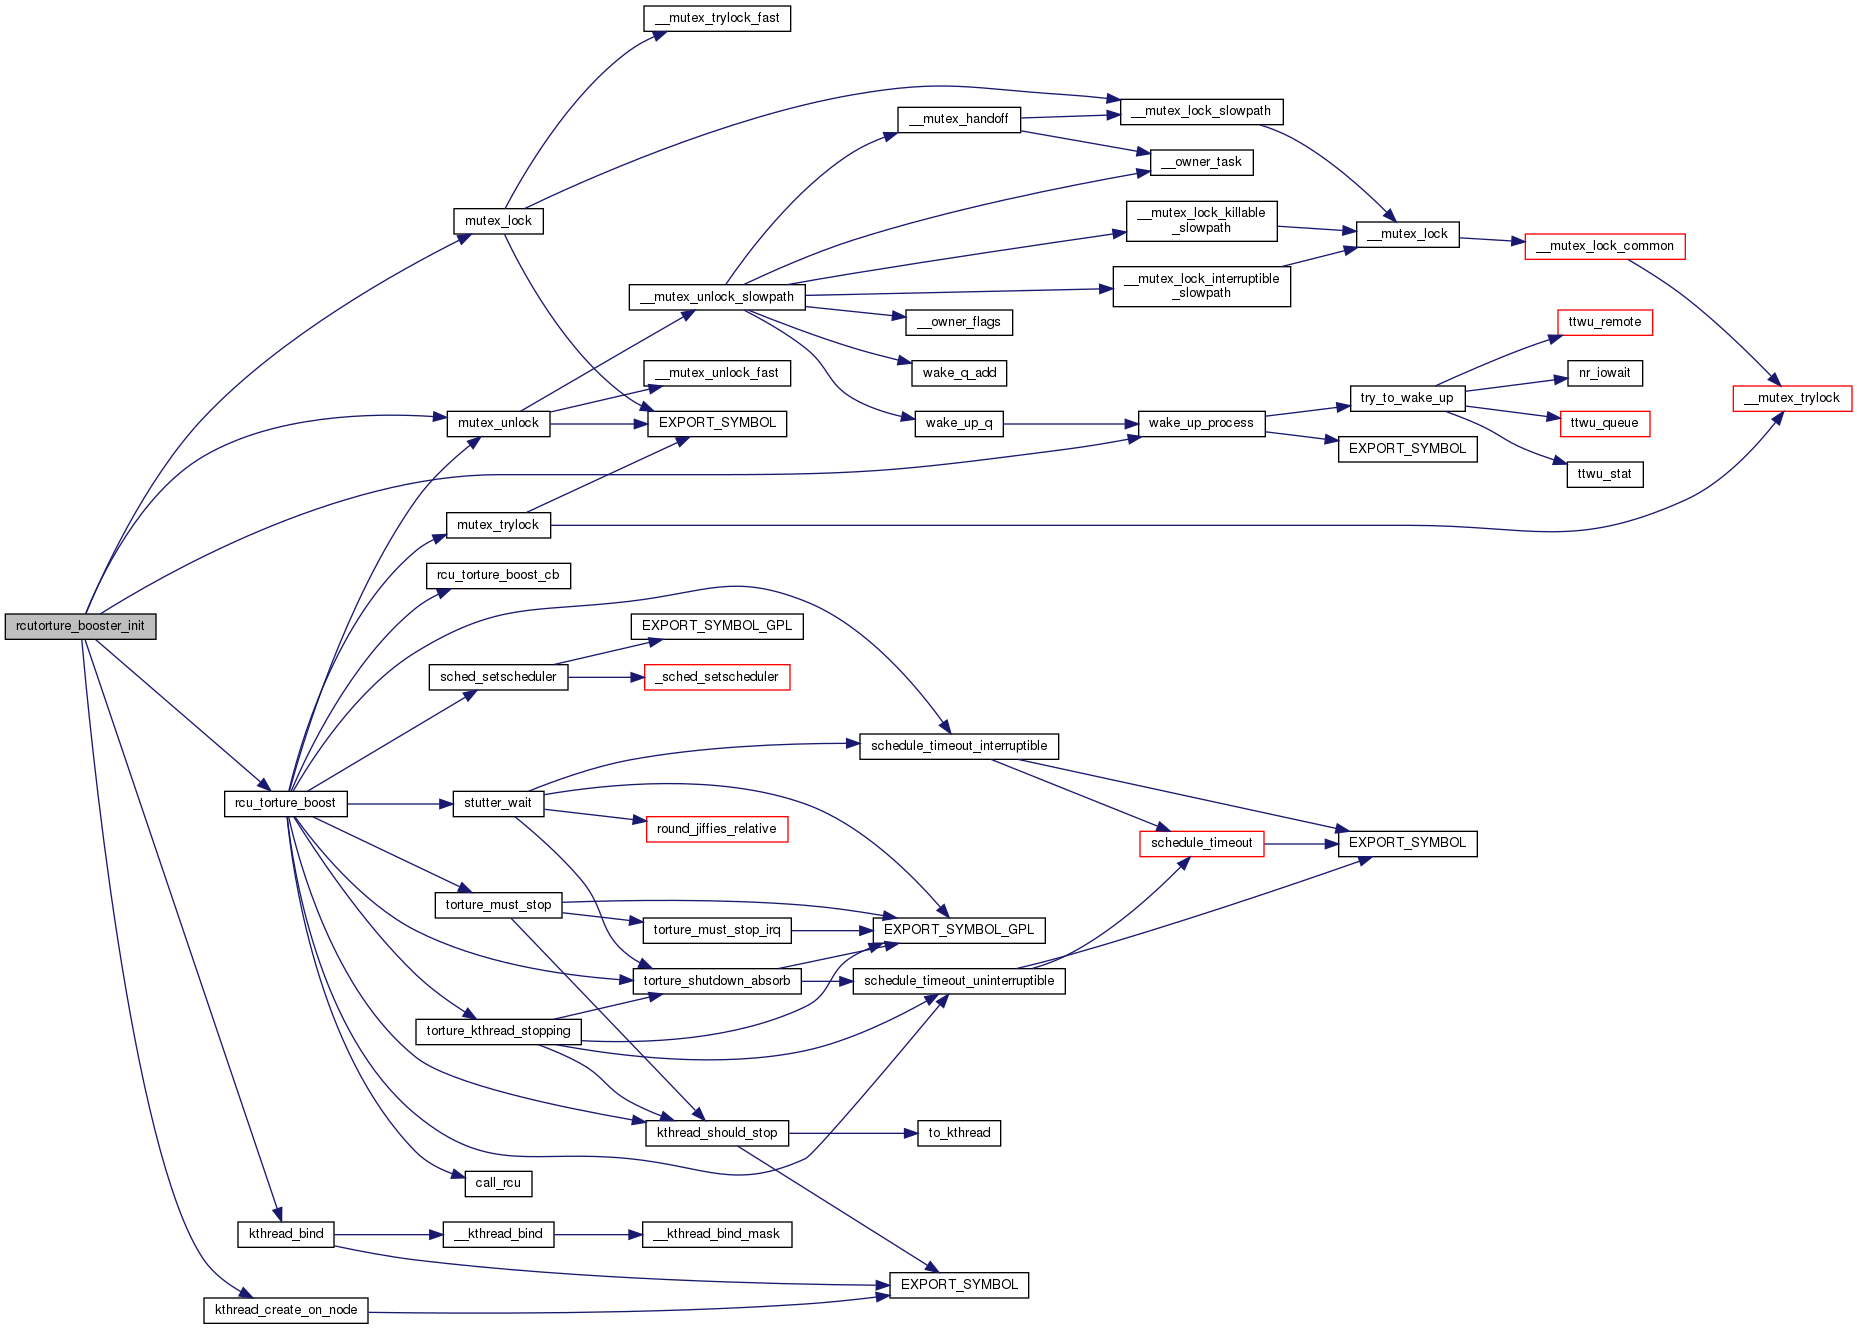 __mutex_trylock_fast
__mutex_lock_slowpath
__mutex_handoff
__owner_task
mutex_lock
__mutex_lock_killable
_slowpath
__mutex_lock
__mutex_lock_common
__mutex_lock_interruptible
_slowpath
__mutex_unlock_slowpath
__owner_flags
ttwu_remote
__mutex_unlock_fast
wake_q_add
nr_iowait
try_to_wake_up
__mutex_trylock
mutex_unlock
EXPORT_SYMBOL
wake_up_q
wake_up_process
ttwu_queue
EXPORT_SYMBOL
ttwu_stat
mutex_trylock
rcu_torture_boost_cb
rcutorture_booster_init
EXPORT_SYMBOL_GPL
sched_setscheduler
_sched_setscheduler
schedule_timeout_interruptible
rcu_torture_boost
stutter_wait
round_jiffies_relative
schedule_timeout
EXPORT_SYMBOL
torture_must_stop
torture_must_stop_irq
EXPORT_SYMBOL_GPL
torture_shutdown_absorb
schedule_timeout_uninterruptible
torture_kthread_stopping
kthread_should_stop
to_kthread
call_rcu
kthread_bind
__kthread_bind
__kthread_bind_mask
EXPORT_SYMBOL
kthread_create_on_node